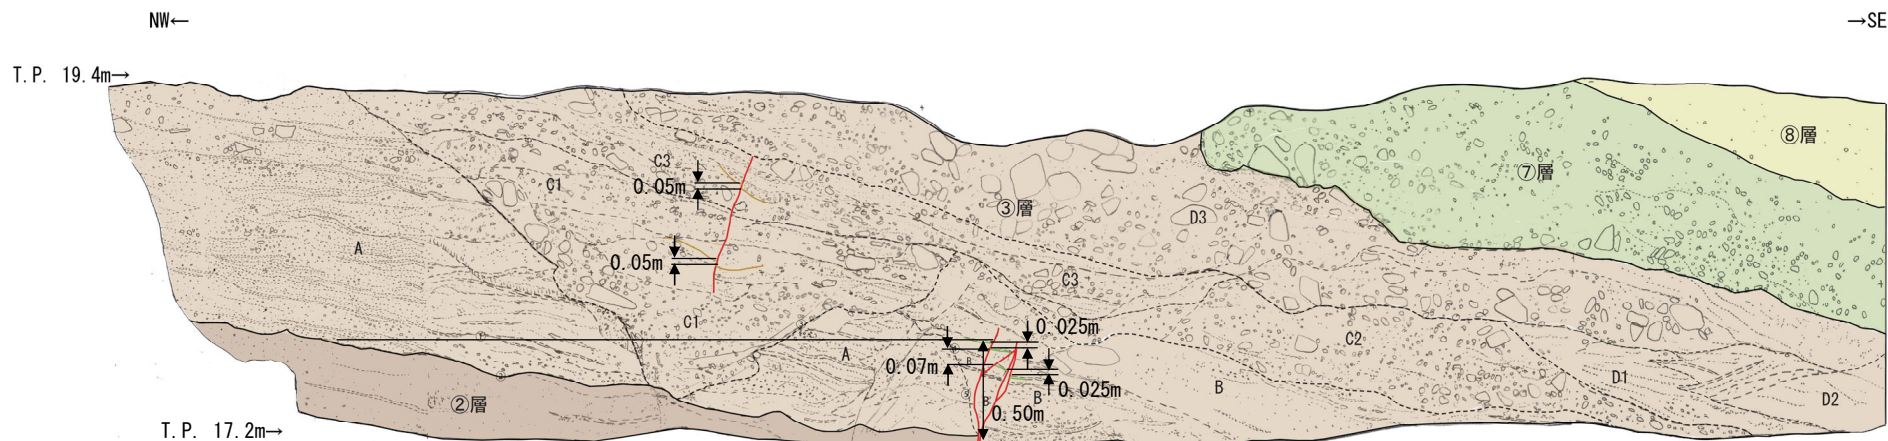 NW← →SE
T.P. 19.4m→
⑧層
C3
⑦層
C1 0.05m
③層 D3
A
0.05m
C3
C1 0.025m
C2
A
0.07m
D1
B 0.025m B
B 0.50m D2
②層
T.P. 17.2m→